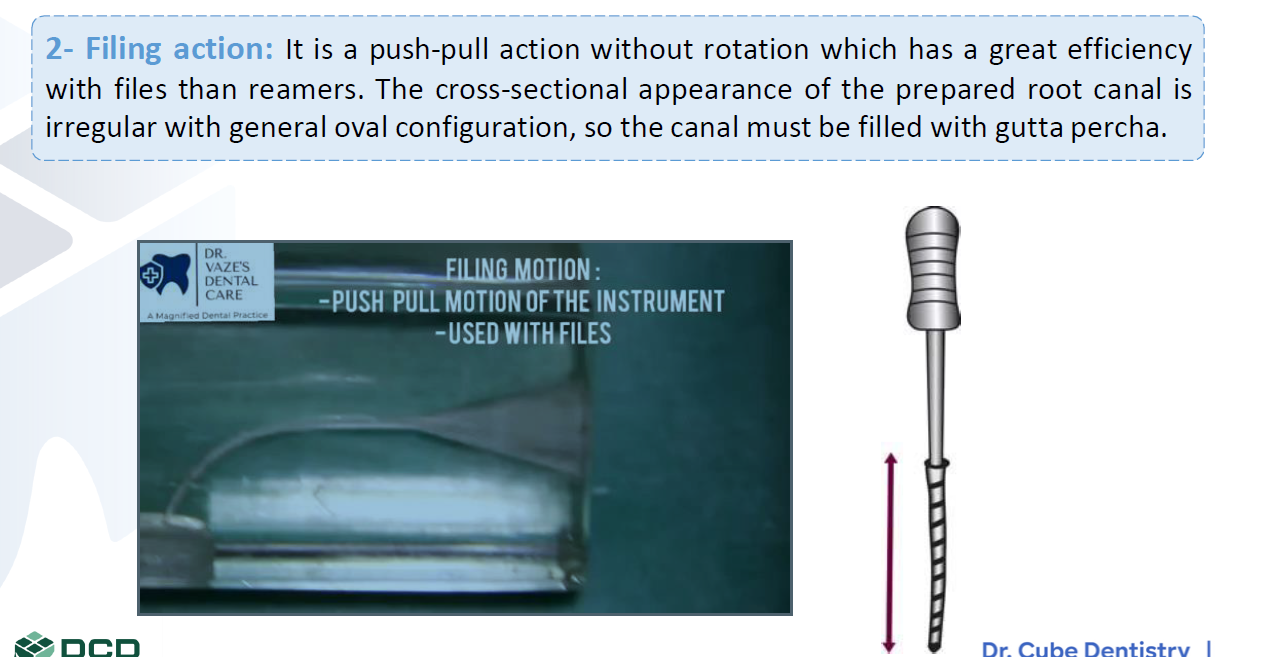 2- Filing action: It is a push-pull action without rotation which has a great efficiency
with files than reamers. The cross-sectional appearance of the prepared root canal is
irregular with general oval configuration, so the canal must be filled with gutta percha.
DR.
VAZE'S
DENTAL
CARE
A Magnified Dental Practice
FILING MOTION :
-PUSH PULL MOTION OF THE INSTRUMENT
-USED WITH FILES
DCD
Dr. Cube Dentistry |